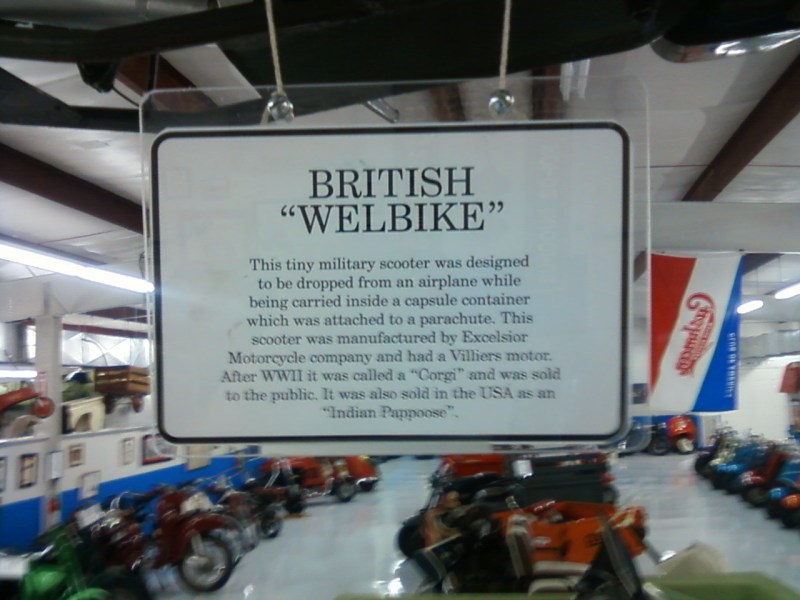 BRITISH
“WELBIKE”
This tiny military scooter was designed
to be dropped from an airplane while
being carried inside a capsule container
which was attached to a parachute. This
scooter was manufactured by Excelsior
Motorcycle company and had a Villiers motor.
After WWII it was called a “Corgi” and was sold
to the public. It was also sold in the USA as an
“Indian Pappoose”.
Cushman